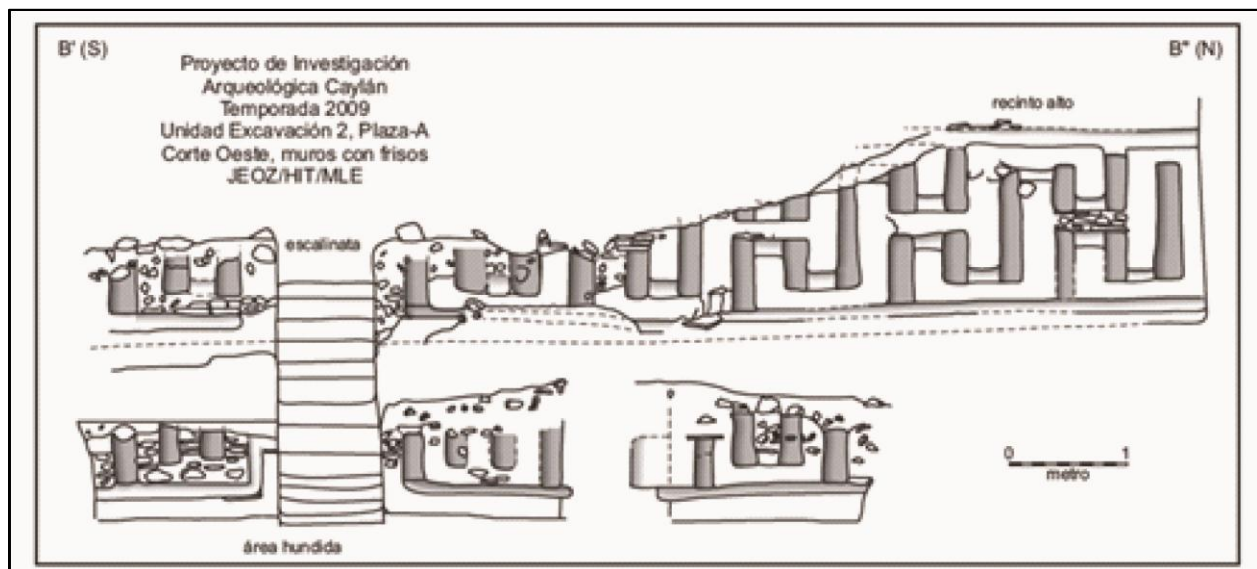 B' (S)
B" (N)
Proyecto de Investigación
Arqueológica Caylán
Temporada 2009
Unidad Excavación 2, Plaza-A
Corte Oeste, muros con frisos
JEOZ/HIT/MLE
recinto alto
escalinata
0 1
metro
área hundida